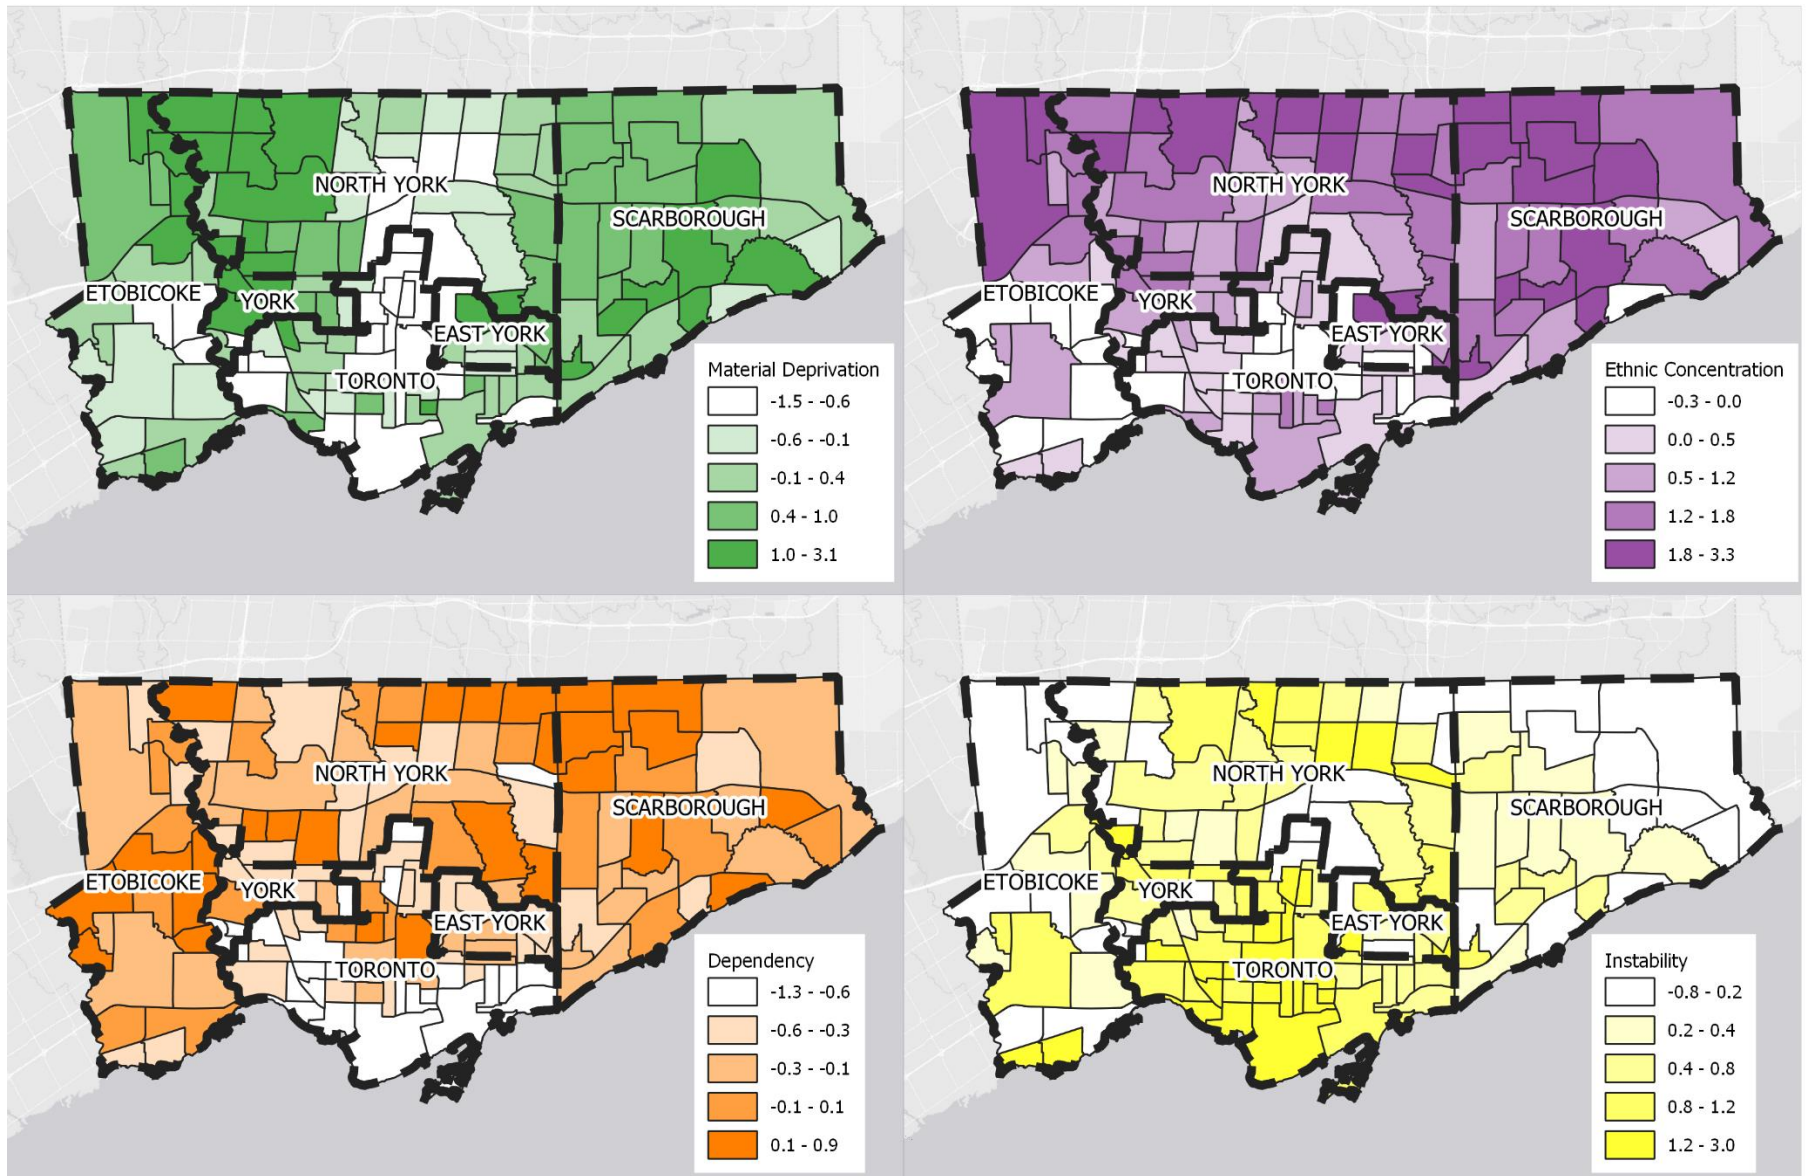 NORTH YORK
SCARBOROUGH
ETOBICOKE
YORK
EAST YORK
TORONTO
Material Deprivation
-1.5 - -0.6
-0.6 - -0.1
-0.1 - 0.4
0.4 - 1.0
1.0 - 3.1
NORTH YORK
SCARBOROUGH
ETOBICOKE
YORK
EAST YORK
TORONTO
Ethnic Concentration
-0.3 - 0.0
0.0 - 0.5
0.5 - 1.2
1.2 - 1.8
1.8 - 3.3
NORTH YORK
SCARBOROUGH
ETOBICOKE
YORK
EAST YORK
TORONTO
Dependency
-1.3 - -0.6
-0.6 - -0.3
-0.3 - -0.1
-0.1 - 0.1
0.1 - 0.9
NORTH YORK
SCARBOROUGH
ETOBICOKE
YORK
EAST YORK
TORONTO
Instability
-0.8 - 0.2
0.2 - 0.4
0.4 - 0.8
0.8 - 1.2
1.2 - 3.0